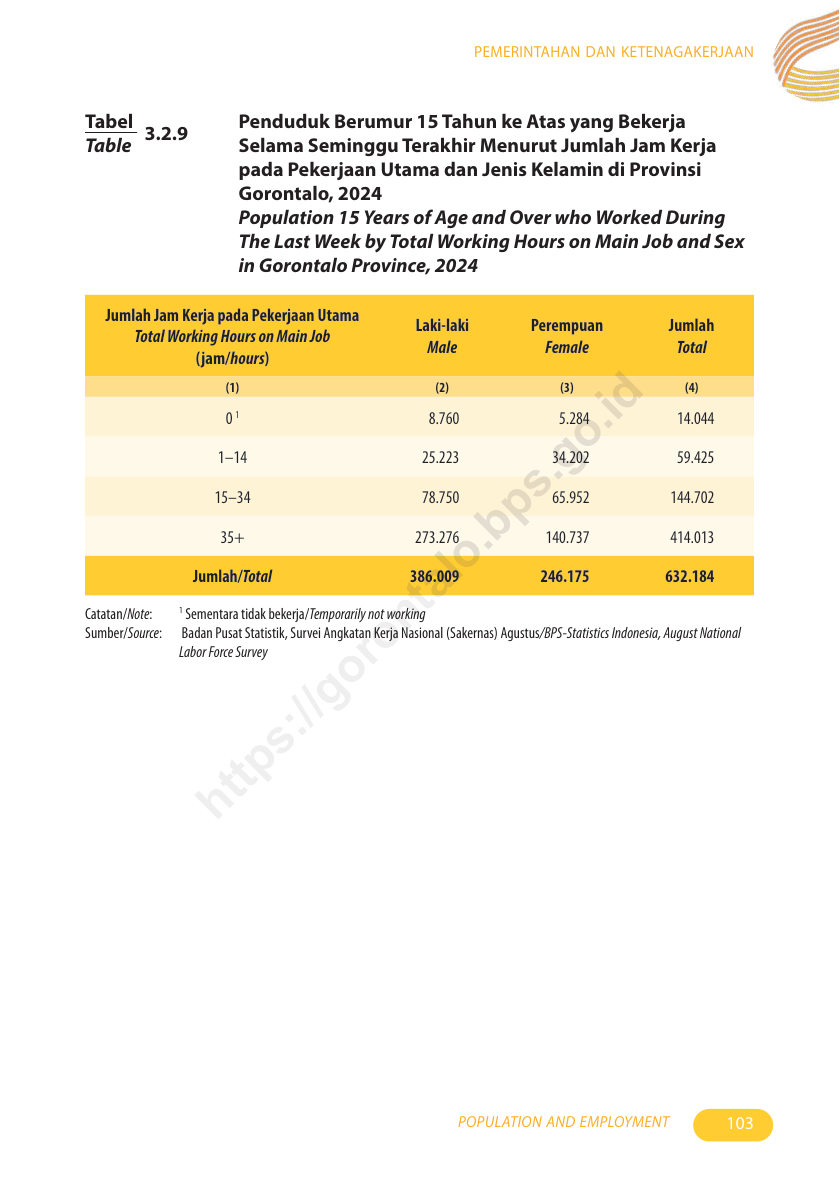 PEMERINTAHAN DAN KETENAGAKERJAAN
Tabel
Table
3.2.9
Penduduk Berumur 15 Tahun ke Atas yang Bekerja
Selama Seminggu Terakhir Menurut Jumlah Jam Kerja
pada Pekerjaan Utama dan Jenis Kelamin di Provinsi
Gorontalo, 2024
Population 15 Years of Age and Over who Worked During
The Last Week by Total Working Hours on Main Job and Sex
in Gorontalo Province, 2024
Jumlah Jam Kerja pada Pekerjaan Utama
Total Working Hours on Main Job
(jam/hours)
Laki-laki
Male
Perempuan
Female
Jumlah
Total
(1) (2) (3) (4)
0 ¹ 8.760 5.284 14.044
1–14 25.223 34.202 59.425
15–34 78.750 65.952 144.702
35+ 273.276 140.737 414.013
Jumlah/Total 386.009 246.175 632.184
Catatan/Note: ¹ Sementara tidak bekerja/Temporarily not working
Sumber/Source: Badan Pusat Statistik, Survei Angkatan Kerja Nasional (Sakernas) Agustus/BPS-Statistics Indonesia, August National
Labor Force Survey
https://gorontalo.bps.go.id
POPULATION AND EMPLOYMENT 103